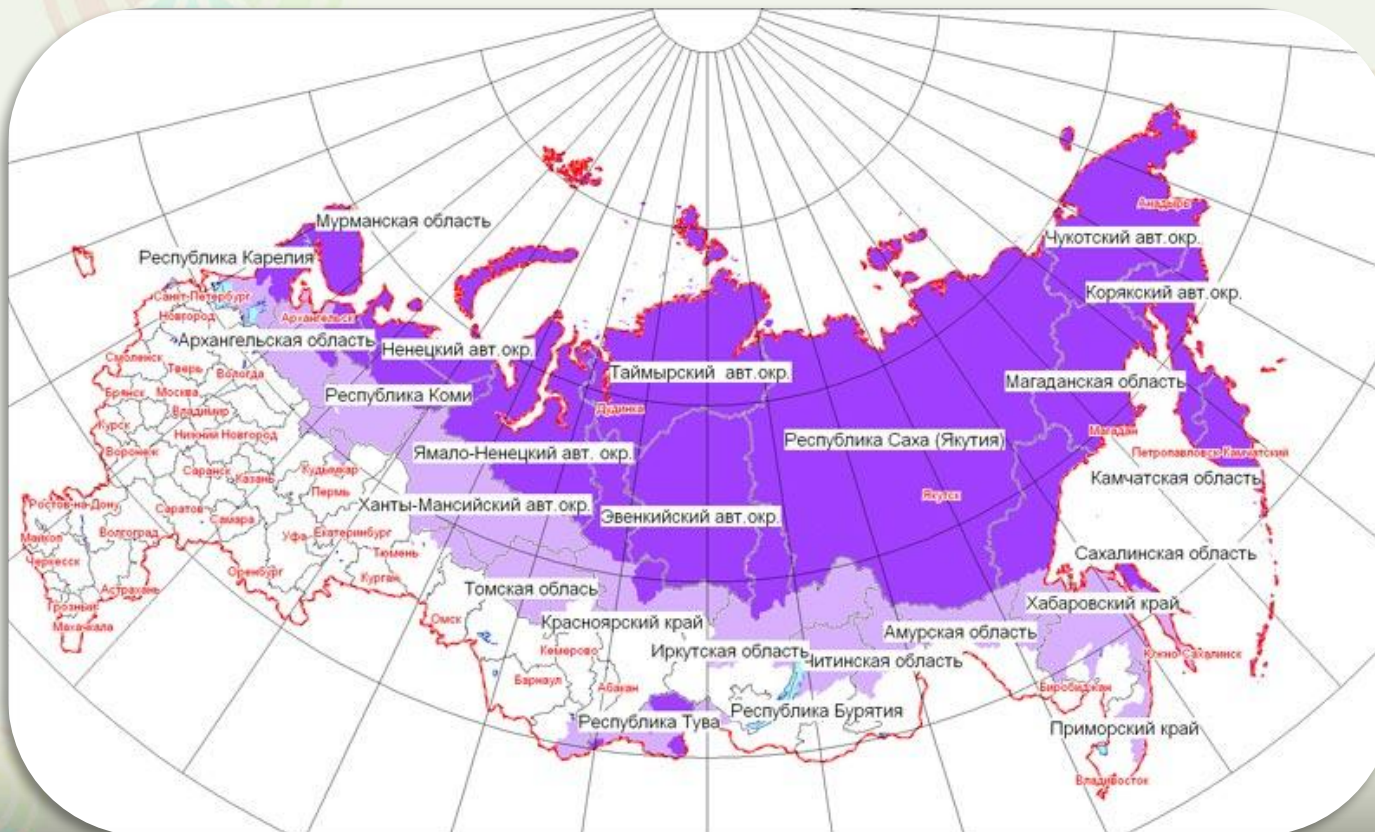 Анадырь
Мурманская область
Чукотский авт.окр.
Республика Карелия
Корякский авт.окр.
Санкт-Петербург
Новгород
Архангельск
Архангельская область
Ненецкий авт.окр.
Смоленск
Тверь
Вологда
Таймырский авт.окр.
Магаданская область
Брянск
Москва
Республика Коми
Владимир
Дудинка
Курск
Нижний Новгород
Магадан
Республика Саха (Якутия)
Воронеж
Ямало-Ненецкий авт. окр.
Петропавловск-Камчатский
Саранск
Казань
Кудымкар
Камчатская область
Пермь
Якутск
Ростов-на-Дону
Саратов
Самара
Ханты-Мансийский авт.окр.
Эвенкийский авт.окр.
Майкоп
Волгоград
Уфа
Екатеринбург
Тюмень
Сахалинская область
Черкесск
Оренбург
Курган
Астрахань
Томская обlась
Хабаровский край
Грозный
Махачкала
Омск
Красноярский край
Амурская область
Кемерово
Иркутская область
Читинская область
Южно-Сахалинск
Барнаул
Абакан
Биробиджан
Республика Тува
Республика Бурятия
Приморский край
Владивосток